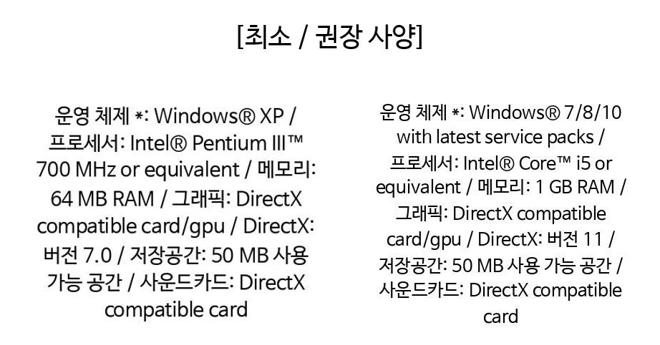 [최소 / 권장 사양]
운영 체제 *: Windows® XP /
프로세서: Intel® Pentium III™
700 MHz or equivalent / 메모리:
64 MB RAM / 그래픽: DirectX
compatible card/gpu / DirectX:
버전 7.0 / 저장공간: 50 MB 사용
가능 공간 / 사운드카드: DirectX
compatible card
운영 체제 *: Windows® 7/8/10
with latest service packs /
프로세서: Intel® Core™ i5 or
equivalent / 메모리: 1 GB RAM /
그래픽: DirectX compatible
card/gpu / DirectX: 버전 11 /
저장공간: 50 MB 사용 가능 공간 /
사운드카드: DirectX compatible
card